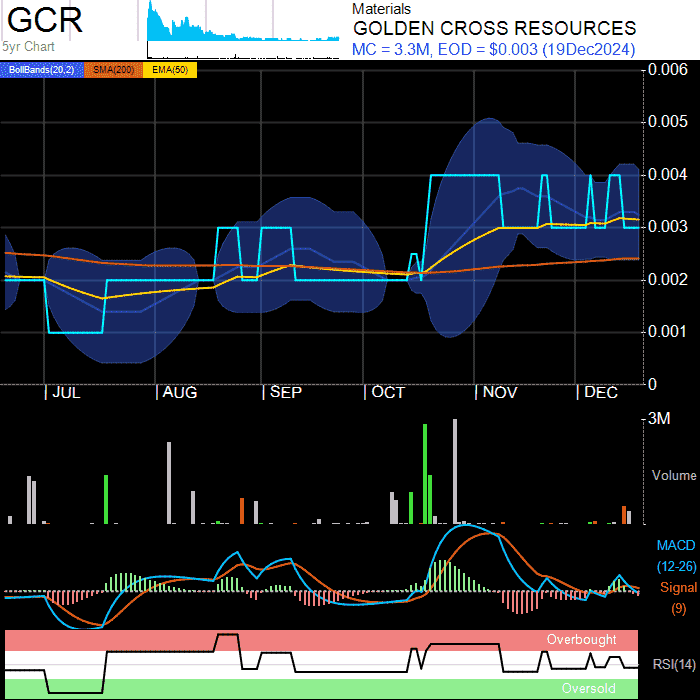 GCR
5yr Chart
Materials
GOLDEN CROSS RESOURCES
MC = 3.3M, EOD = $0.003 (19Dec2024)
BollBands(20,2) SMA(200) EMA(50)
0.006
0.005
0.004
0.003
0.002
0.001
0
| JUL | AUG | SEP | OCT | NOV | DEC
3M
Volume
MACD
(12-26)
Signal
(9)
Overbought
RSI(14)
Oversold